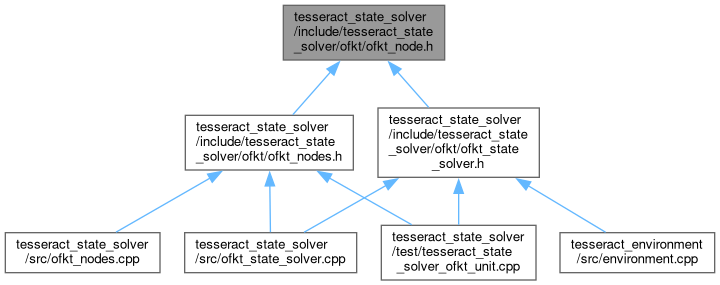 tesseract_state_solver
/include/tesseract_state
_solver/ofkt/ofkt_node.h
tesseract_state_solver
/include/tesseract_state
_solver/ofkt/ofkt_nodes.h
tesseract_state_solver
/include/tesseract_state
_solver/ofkt/ofkt_state
_solver.h
tesseract_state_solver
/src/ofkt_nodes.cpp
tesseract_state_solver
/src/ofkt_state_solver.cpp
tesseract_state_solver
/test/tesseract_state
_solver_ofkt_unit.cpp
tesseract_environment
/src/environment.cpp